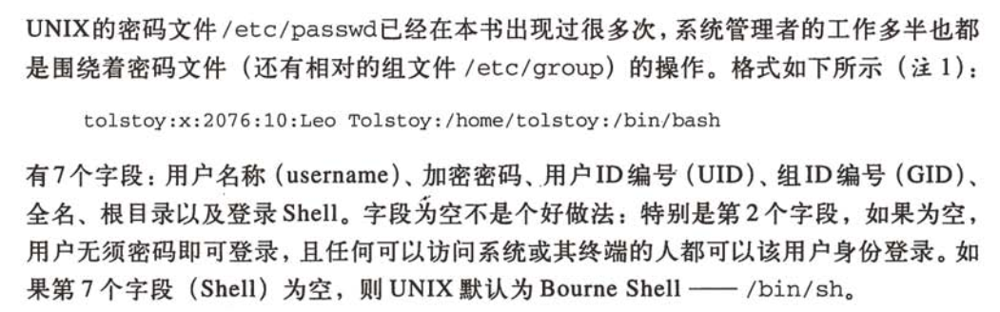 UNIX的密码文件/etc/passwd已经在本书出现过很多次，系统管理者的工作多半也都
是围绕着密码文件（还有相对的组文件 /etc/group）的操作。格式如下所示（注 1）：
tolstoy:x:2076:10:Leo Tolstoy:/home/tolstoy:/bin/bash
有7个字段：用户名称（username）、加密密码、用户ID编号（UID）、组ID编号（GID）、
全名、根目录以及登录 Shell。字段为空不是个好做法：特别是第 2 个字段，如果为空，
用户无须密码即可登录，且任何可以访问系统或其终端的人都可以该用户身份登录。如
果第 7 个字段（Shell）为空，则 UNIX 默认为 Bourne Shell —— /bin/sh。